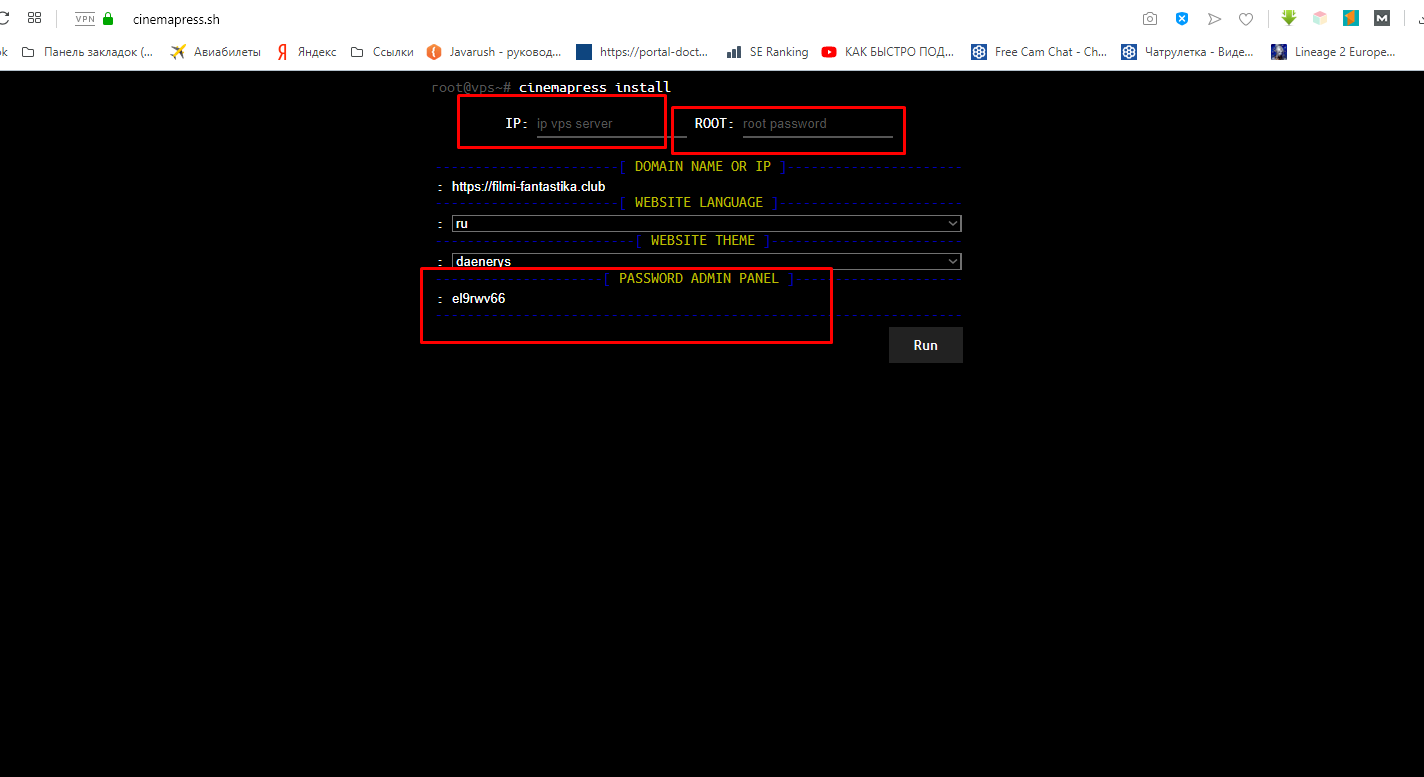 VPN cinemapress.sh
ok Панель закладок (... Авиабилеты Яндекс Ссылки Javarush - руковод... https://portal-doct... SE Ranking КАК БЫСТРО ПОД... Free Cam Chat - Ch... Чатрулетка - Виде... Lineage 2 Europe...
root@vps~# cinemapress install
IP: ip vps server ROOT: root password
[ DOMAIN NAME OR IP ]
: https://filmi-fantastika.club
[ WEBSITE LANGUAGE ]
: ru
[ WEBSITE THEME ]
: daenerys
[ PASSWORD ADMIN PANEL ]
: el9rwv66
Run